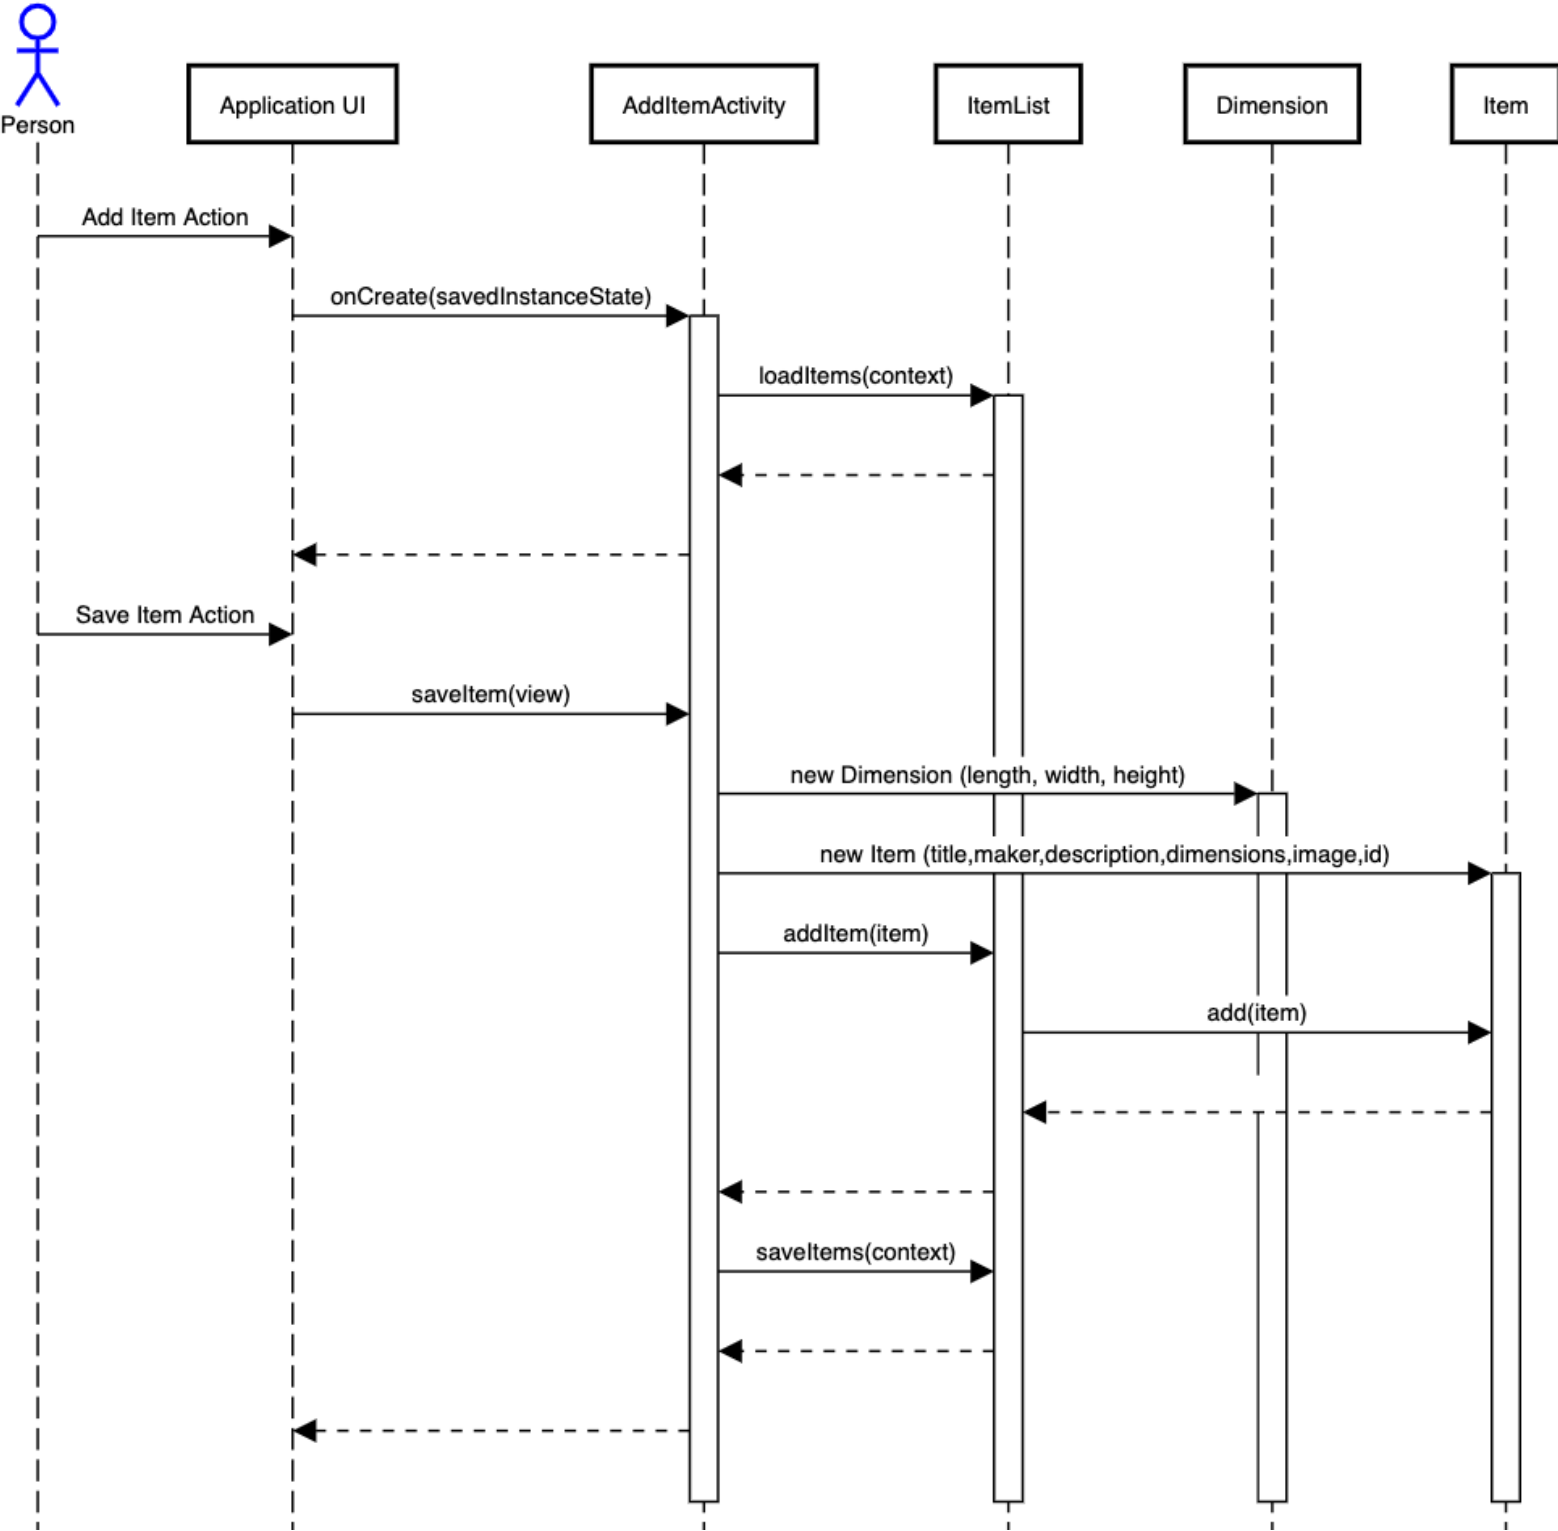 Person
Application UI
AddItemActivity
ItemList
Dimension
Item
Add Item Action
onCreate(savedInstanceState)
loadItems(context)
Save Item Action
saveItem(view)
new Dimension (length, width, height)
new Item (title,maker,description,dimensions,image,id)
addItem(item)
add(item)
saveItems(context)